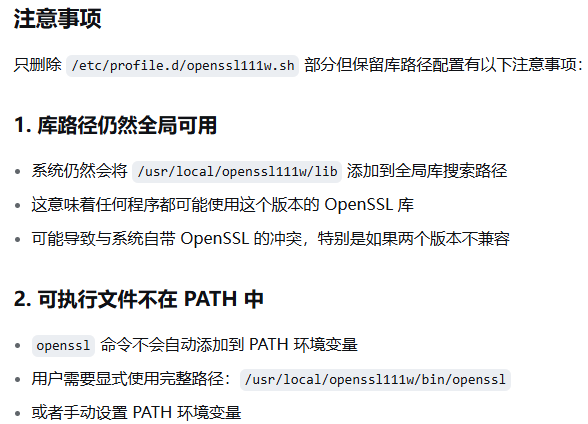 注意事项
只删除 /etc/profile.d/openssl111w.sh 部分但保留库路径配置有以下注意事项：
1. 库路径仍然全局可用
• 系统仍然会将 /usr/local/openssl111w/lib 添加到全局库搜索路径
• 这意味着任何程序都可能使用这个版本的 OpenSSL 库
• 可能导致与系统自带 OpenSSL 的冲突，特别是如果两个版本不兼容
2. 可执行文件不在 PATH 中
• openssl 命令不会自动添加到 PATH 环境变量
• 用户需要显式使用完整路径：/usr/local/openssl111w/bin/openssl
• 或者手动设置 PATH 环境变量